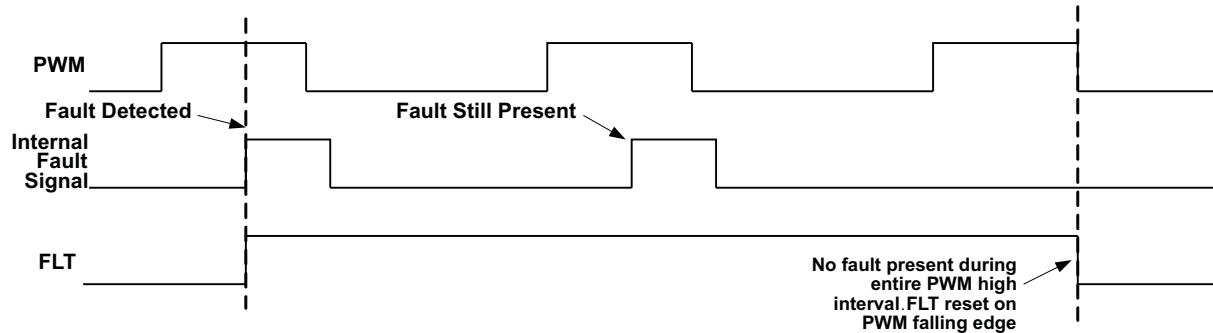 PWM
Fault Detected
Fault Still Present
Internal
Fault
Signal
FLT
No fault present during
entire PWM high
interval.FLT reset on
PWM falling edge